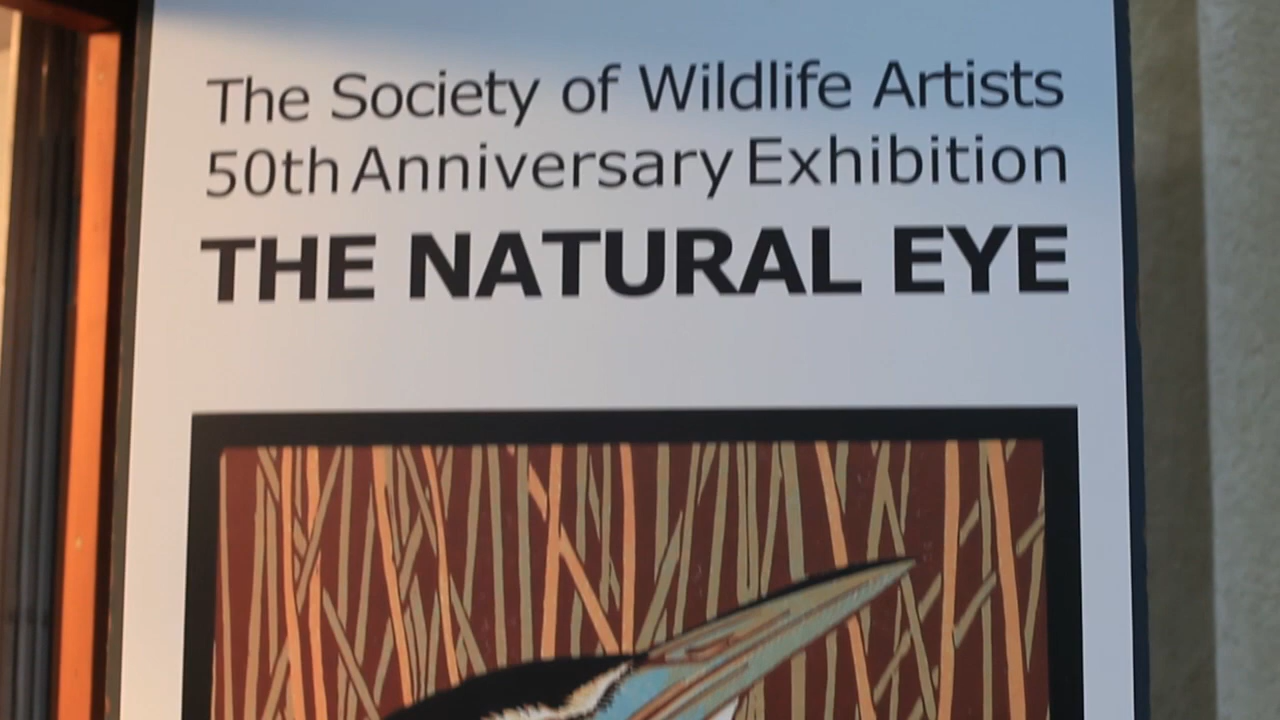 The Society of Wildlife Artists
50th Anniversary Exhibition
THE NATURAL EYE